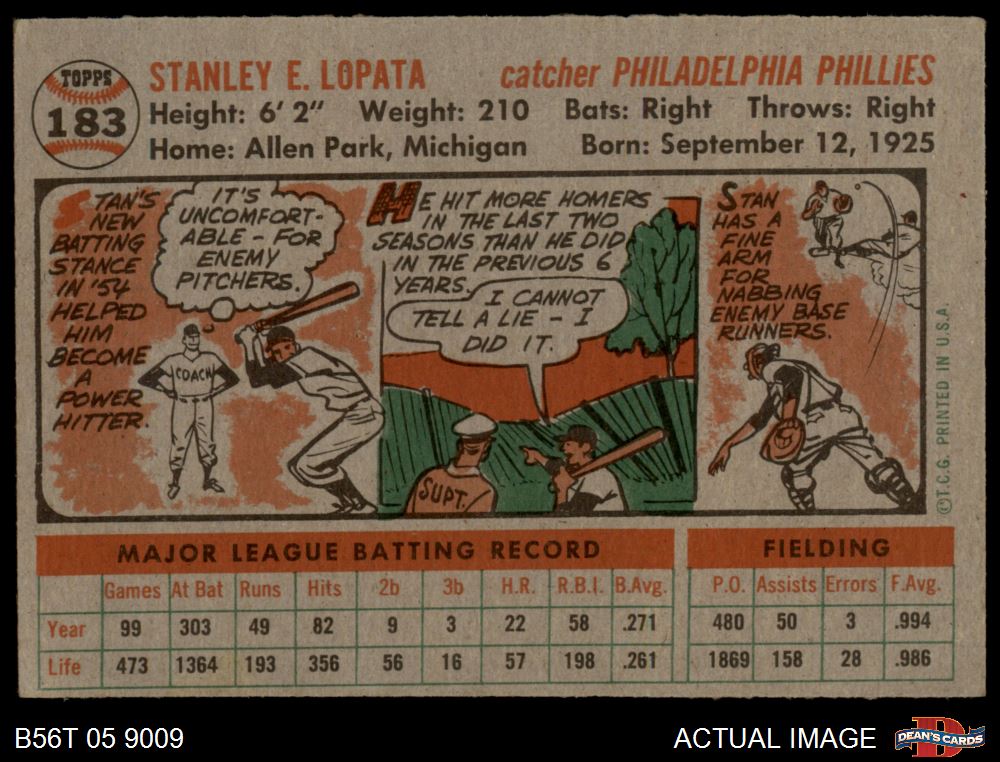 TOPPS
183
STANLEY E. LOPATA catcher PHILADELPHIA PHILLIES
Height: 6' 2" Weight: 210 Bats: Right Throws: Right
Home: Allen Park, Michigan Born: September 12, 1925
STAN'S
NEW
BATTING
STANCE
IN '54
HELPED
HIM
BECOME
A
POWER
HITTER.
IT'S
UNCOMFORT-
ABLE - FOR
ENEMY
PITCHERS.
COACH
HE HIT MORE HOMERS
IN THE LAST TWO
SEASONS THAN HE DID
IN THE PREVIOUS 6
YEARS.
I CANNOT
TELL A LIE - I
DID IT.
SUPT.
STAN
HAS A
FINE
ARM
FOR
NABBING
ENEMY BASE
RUNNERS.
© T.C.G. PRINTED IN U.S.A.
MAJOR LEAGUE BATTING RECORD FIELDING
Games At Bat Runs Hits 2b 3b H.R. R.B.I. B.Avg. P.O. Assists Errors F.Avg.
Year 99 303 49 82 9 3 22 58 .271 480 50 3 .994
Life 473 1364 193 356 56 16 57 198 .261 1869 158 28 .986
B56T 05 9009 ACTUAL IMAGE
D
DEAN'S CARDS